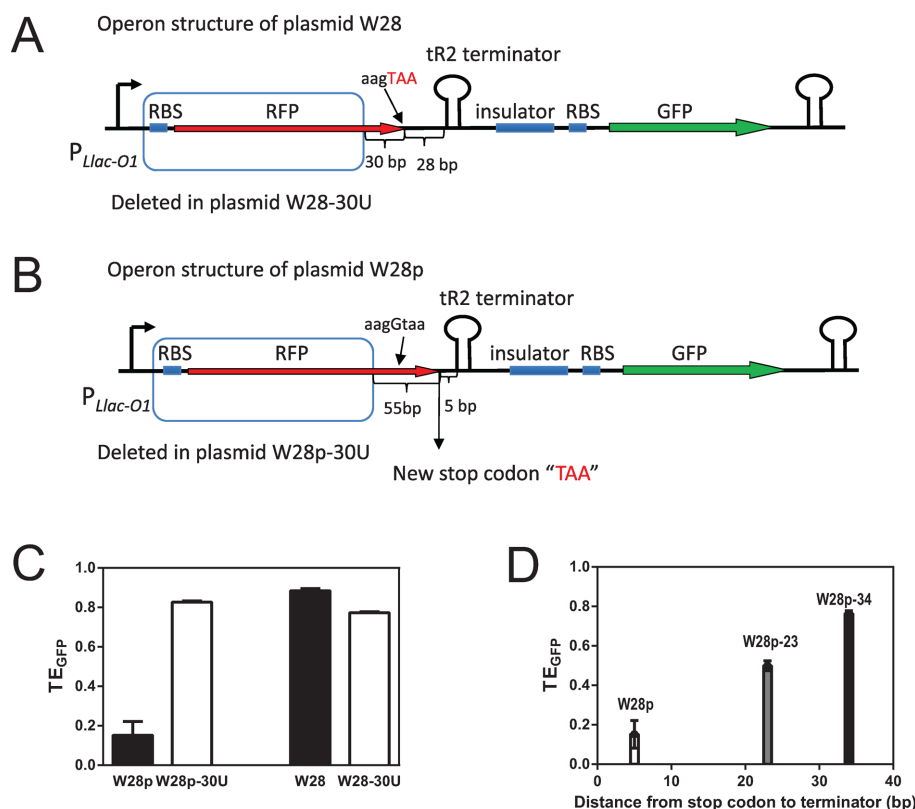 A
Operon structure of plasmid W28
tR2 terminator
aagTAA
RBS RFP insulator RBS GFP
PLlac-O1
30 bp 28 bp
Deleted in plasmid W28-30U
B
Operon structure of plasmid W28p
tR2 terminator
aagGtaa
RBS RFP insulator RBS GFP
PLlac-O1
55bp 5 bp
Deleted in plasmid W28p-30U
New stop codon “TAA”
C
TEGFP
1.0
0.8
0.6
0.4
0.2
0.0
W28p W28p-30U W28 W28-30U
D
TEGFP
1.0
0.8
0.6
0.4
0.2
0.0
W28p
W28p-23
W28p-34
0 10 20 30 40
Distance from stop codon to terminator (bp)